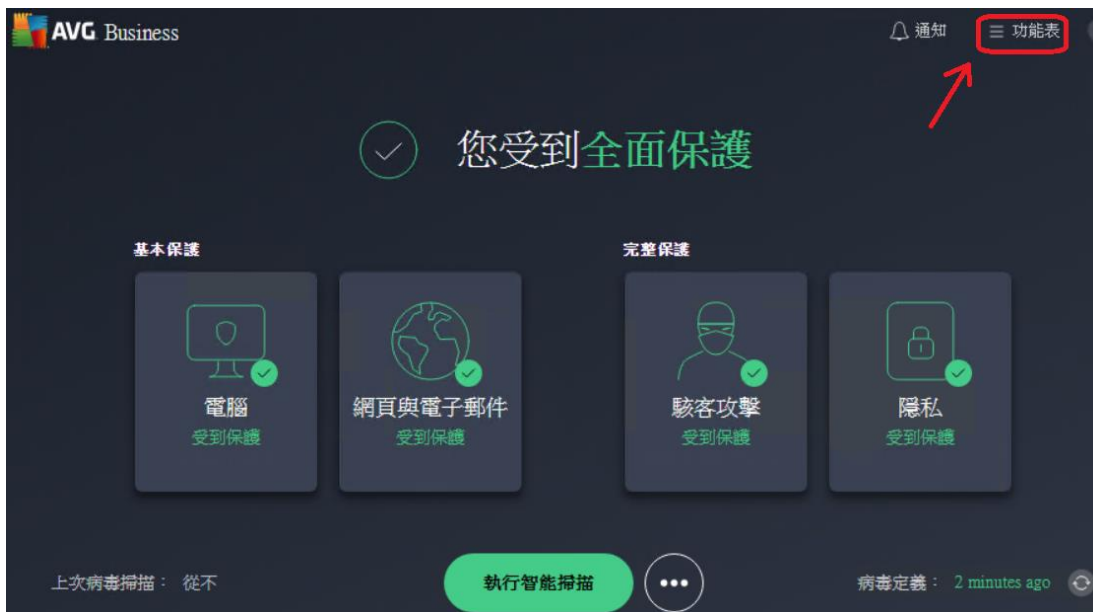 AVG Business
通知
功能表
您受到全面保護
基本保護
完整保護
電腦
受到保護
網頁與電子郵件
受到保護
駭客攻擊
受到保護
隱私
受到保護
上次病毒掃描： 從不
執行智能掃描
病毒定義： 2 minutes ago